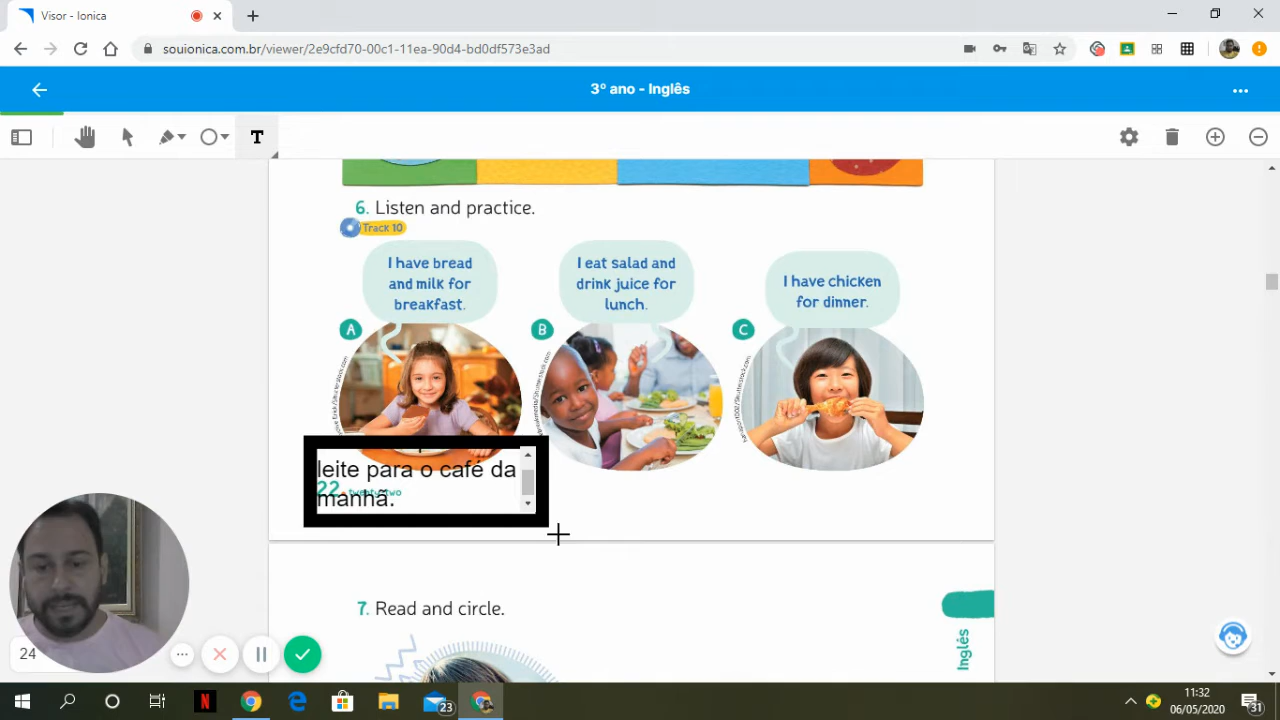 Visor - Ionica
souionica.com.br/viewer/2e9cfd70-00c1-11ea-90d4-bd0df573e3ad
3º ano - Inglês
T
6. Listen and practice.
Track 10
I have bread
and milk for
breakfast.
I eat salad and
drink juice for
lunch.
I have chicken
for dinner.
A
B
C
leite para o café da
manhã.
22 twenty-two
7. Read and circle.
Inglês
24
N
23
11:32
06/05/2020
31